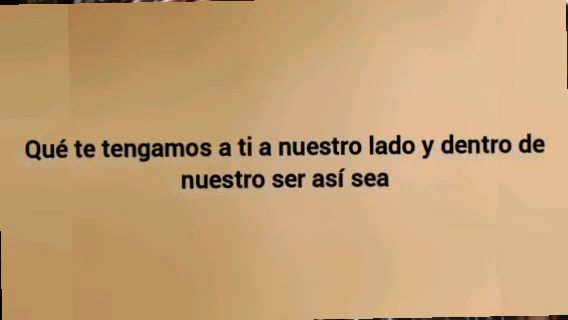 Qué te tengamos a ti a nuestro lado y dentro de
nuestro ser así sea